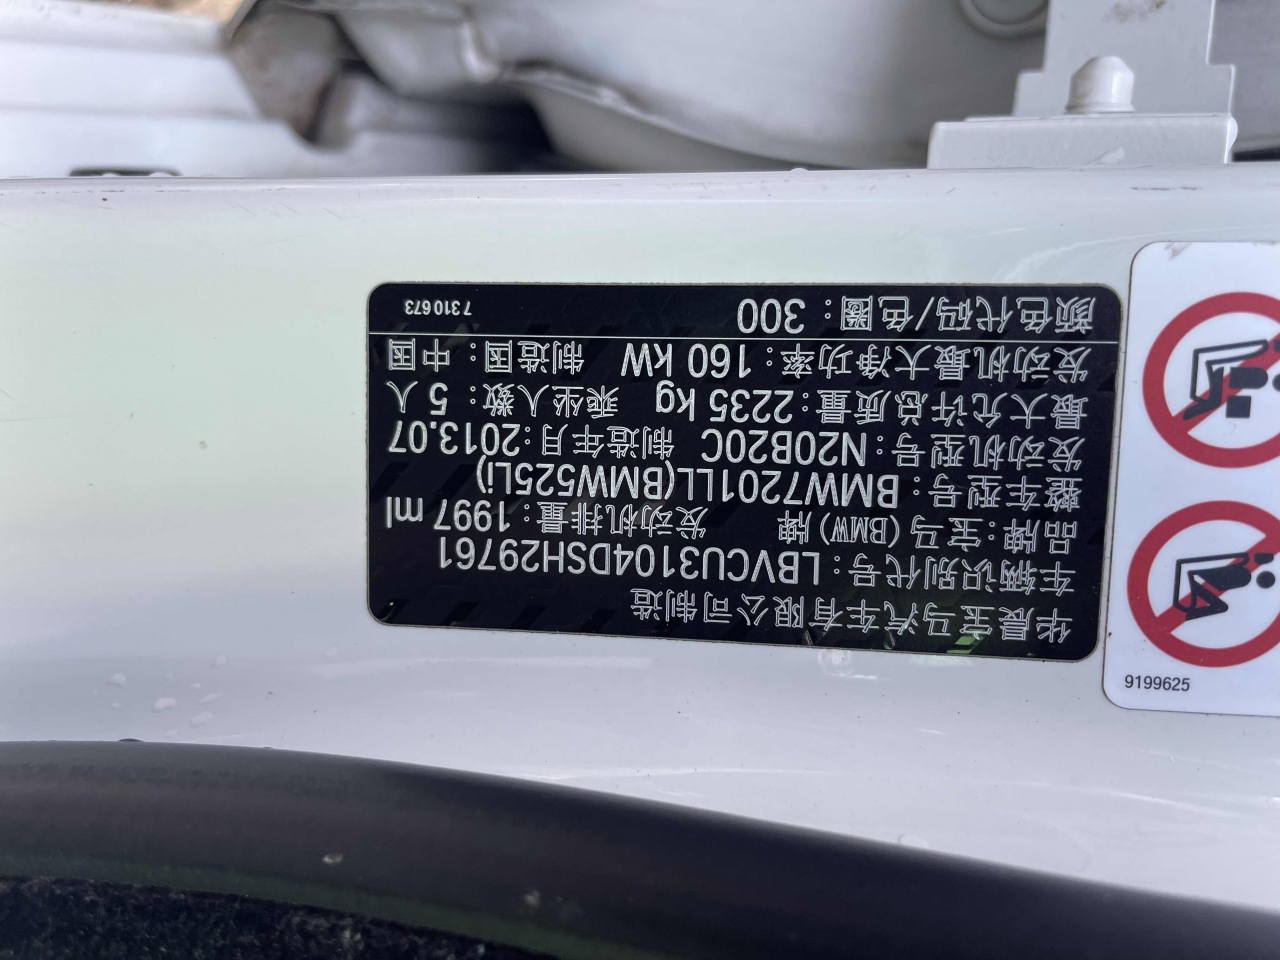 华晨宝马汽车有限公司制造
车辆识别代号：LBVCU3104DSH29761
品牌：宝马(BMW)牌 发动机排量：1997 ml
整车型号：BMW7201LL(BMW525Li)
发动机型号：N20B20C 制造年月：2013.07
最大允许总质量：2235 kg 乘坐人数：5 人
发动机最大净功率：160 kW 制造国：中国
颜色代码/色圈：300 7 310 673
9199625